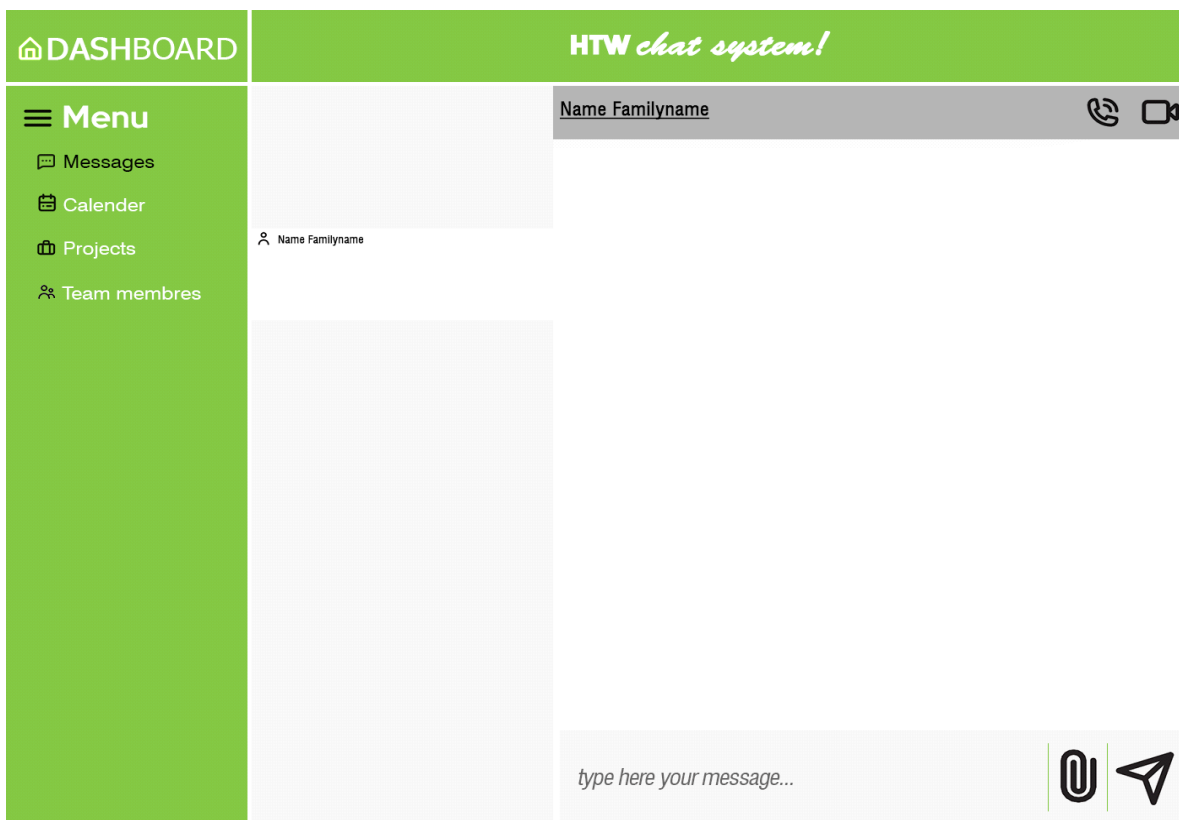 DASHBOARD
HTW chat system!
Menu
Messages
Calender
Projects
Team membres
Name Familyname
Name Familyname
type here your message...